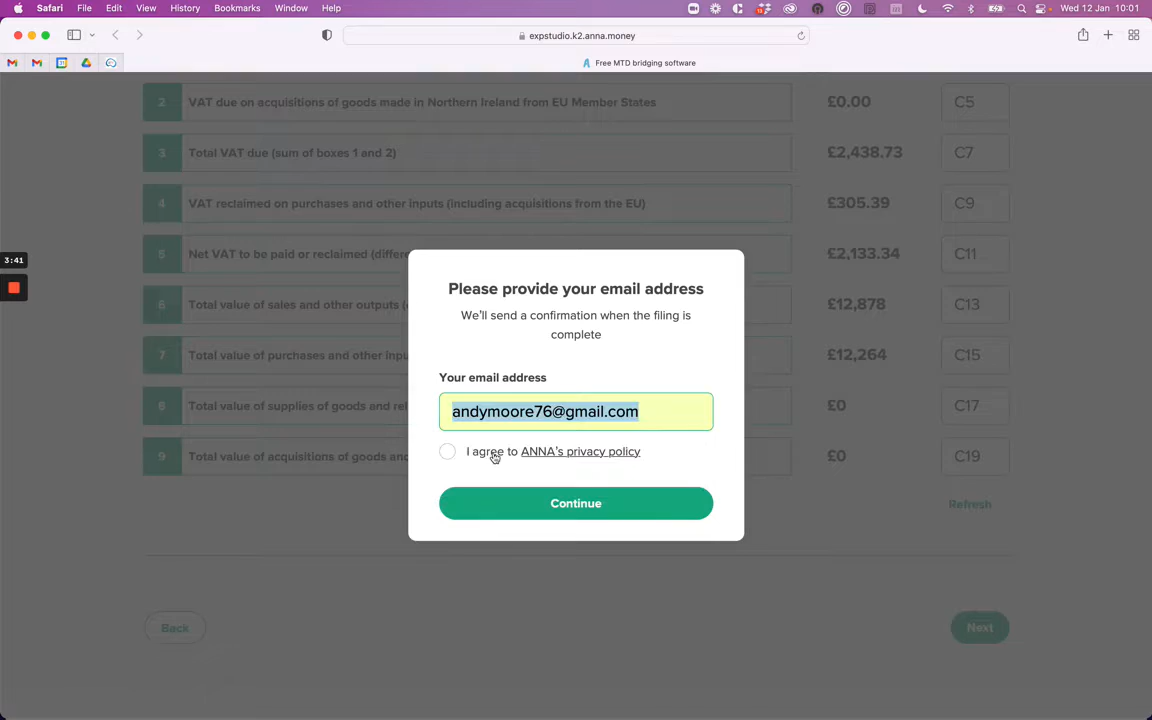 Safari File Edit View History Bookmarks Window Help Wed 12 Jan 10:01
expstudio.k2.anna.money
Free MTD bridging software
2 VAT due on acquisitions of goods made in Northern Ireland from EU Member States £0.00 C5
3 Total VAT due (sum of boxes 1 and 2) £2,438.73 C7
4 VAT reclaimed on purchases and other inputs (including acquisitions from the EU) £305.39 C9
5 Net VAT to be paid or reclaimed (differe £2,133.34 C11
6 Total value of sales and other outputs ( £12,878 C13
7 Total value of purchases and other inpu £12,264 C15
8 Total value of supplies of goods and rel £0 C17
9 Total value of acquisitions of goods an £0 C19
3:41
Please provide your email address
We'll send a confirmation when the filing is
complete
Your email address
andymoore76@gmail.com
I agree to ANNA's privacy policy
Continue
Refresh
Back Next